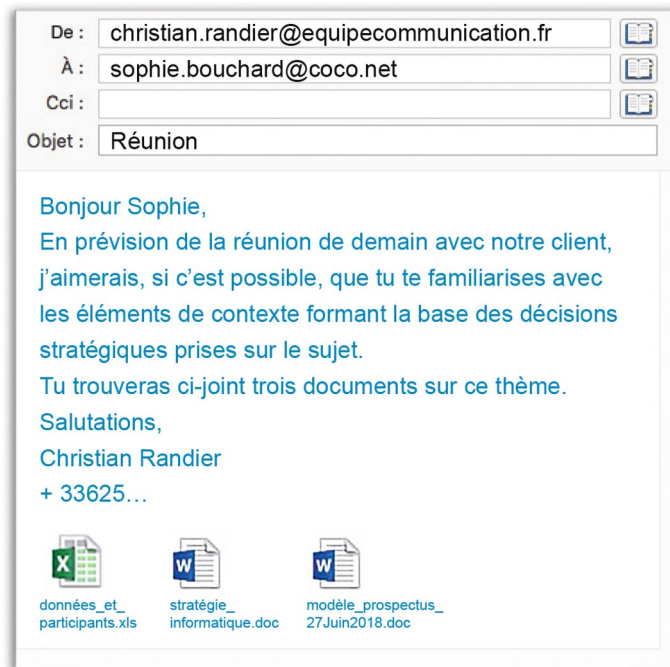 De : christian.randier@equipecommunication.fr
À : sophie.bouchard@coco.net
Cci :
Objet : Réunion
Bonjour Sophie,
En prévision de la réunion de demain avec notre client,
j'aimerais, si c'est possible, que tu te familiarises avec
les éléments de contexte formant la base des décisions
stratégiques prises sur le sujet.
Tu trouveras ci-joint trois documents sur ce thème.
Salutations,
Christian Randier
+ 33625…
X W W
données_et_ stratégie_ modèle_prospectus_
participants.xls informatique.doc 27Juin2018.doc